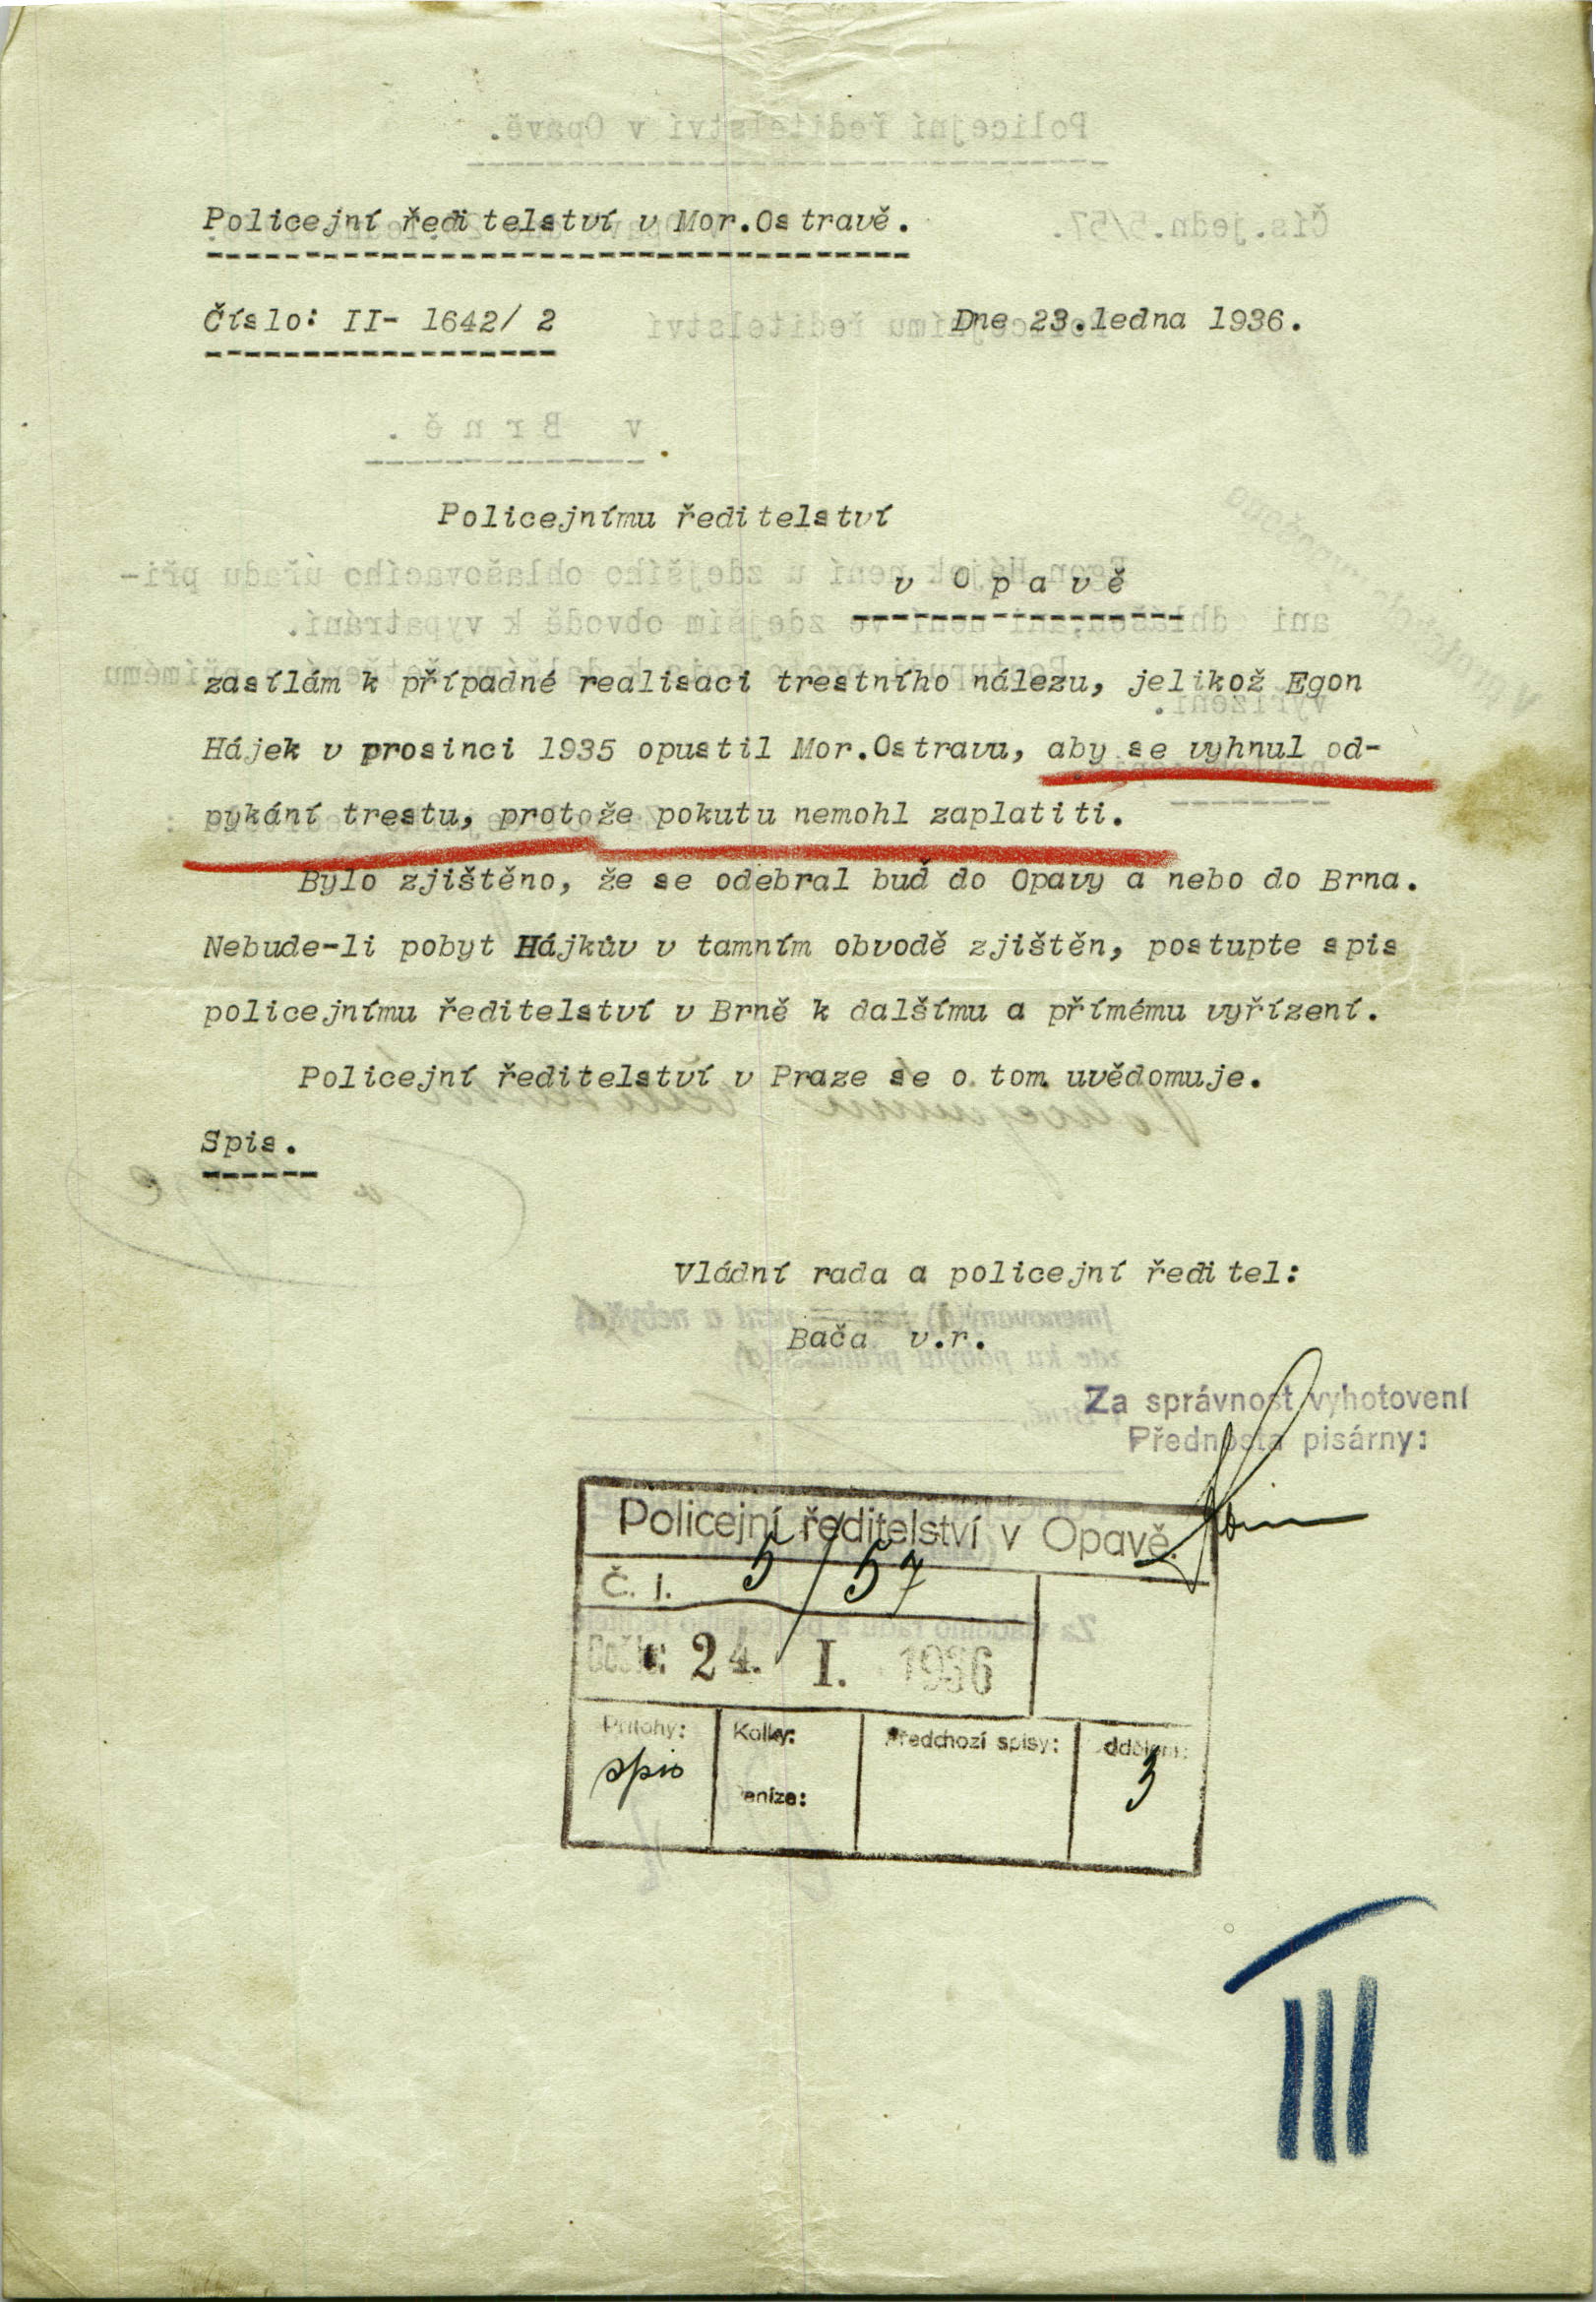 Policejní ředitelství v Mor.Ostravě.
Číslo: II- 1642/ 2
Dne 23.ledna 1936.
Policejnímu ředitelství
v Opavě
zasílám k případné realisaci trestního nálezu, jelikož Egon
Hájek v prosinci 1935 opustil Mor.Ostravu, aby se vyhnul od-
pykání trestu, protože pokutu nemohl zaplatiti.
Bylo zjištěno, že se odebral buď do Opavy a nebo do Brna.
Nebude-li pobyt Hájkův v tamním obvodě zjištěn, postupte spis
policejnímu ředitelství v Brně k dalšímu a přímému vyřízení.
Policejní ředitelství v Praze se o tom uvědomuje.
Spis.
Vládní rada a policejní ředitel:
Bača v.r.
Za správnost vyhotovení
Přednosta pisárny:
Policejní ředitelství v Opavě.
Č. j. 5/57
24. I. 1936
Přílohy: Kolky: Předchozí spisy:
spis 3
III